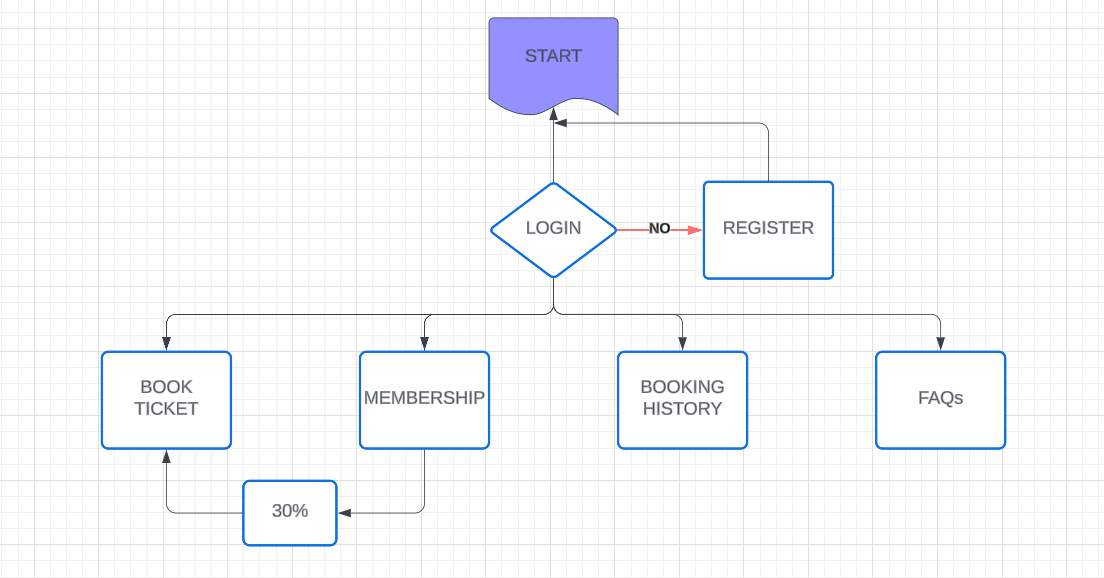 START
LOGIN
NO
REGISTER
BOOK
TICKET
MEMBERSHIP
BOOKING
HISTORY
FAQs
30%